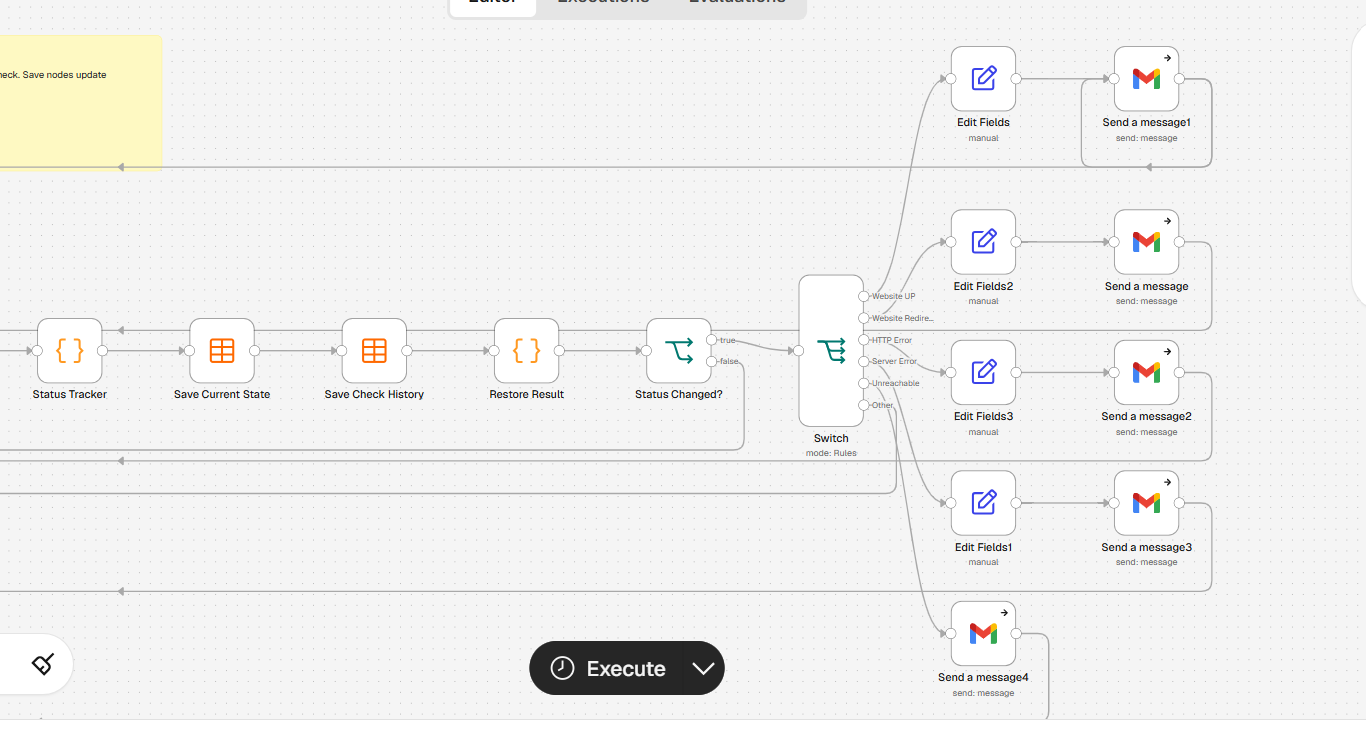 Editor Executions Evaluations
heck. Save nodes update
Edit Fields
manual
Send a message1
send: message
Edit Fields2
manual
Send a message
send: message
Website UP
Website Redire...
HTTP Error
Server Error
Unreachable
Other
true
false
Status Tracker
Save Current State
Save Check History
Restore Result
Status Changed?
Switch
mode: Rules
Edit Fields3
manual
Send a message2
send: message
Edit Fields1
manual
Send a message3
send: message
Execute
Send a message4
send: message